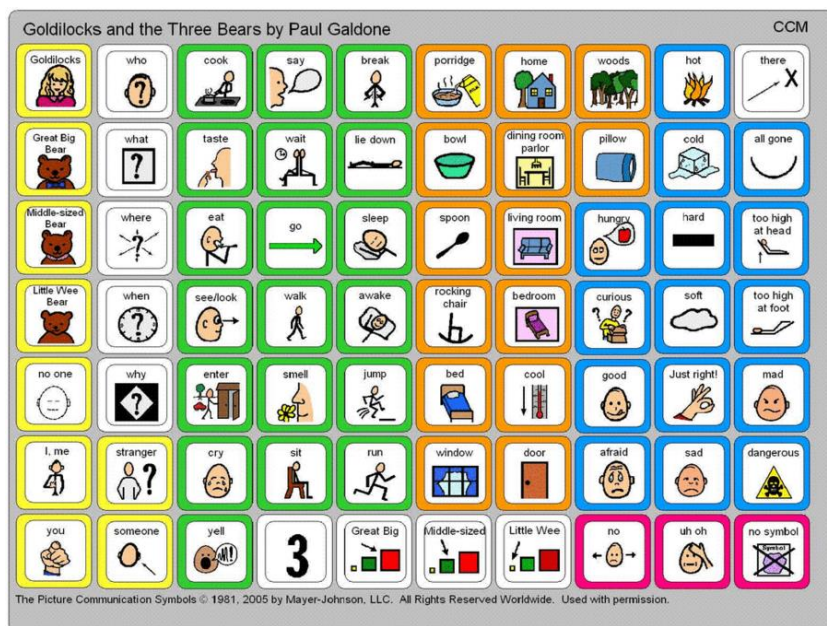 Goldilocks and the Three Bears by Paul Galdone CCM
Goldilocks who cook say break porridge home woods hot there
X
Great Big Bear what taste wait lie down bowl dining room parlor pillow cold all gone
Middle-sized Bear where eat go sleep spoon living room hungry hard too high at head
Little Wee Bear when see/look walk awake rocking chair bedroom curious soft too high at foot
no one why enter smell jump bed cool good Just right! mad
I, me stranger cry sit run window door afraid sad dangerous
you someone yell 3 Great Big Middle-sized Little Wee no uh oh no symbol
Symbol
The Picture Communication Symbols © 1981, 2005 by Mayer-Johnson, LLC. All Rights Reserved Worldwide. Used with permission.